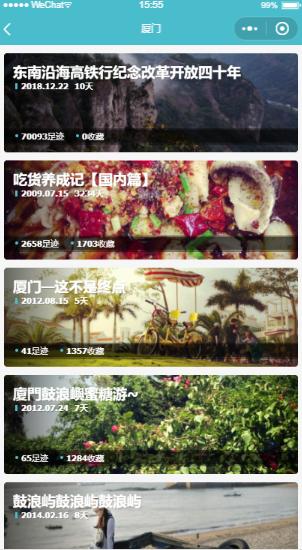 WeChat 15:55 99%
厦门
东南沿海高铁行纪念改革开放四十年
2018.12.22 10天
70093足迹 0收藏
吃货养成记【国内篇】
2009.07.15 3234天
2658足迹 1703收藏
厦门—这不是终点
2012.08.15 5天
41足迹 1357收藏
廈門鼓浪嶼蜜糖游~
2012.07.24 7天
65足迹 1284收藏
鼓浪屿鼓浪屿鼓浪屿
2014.02.16 8天